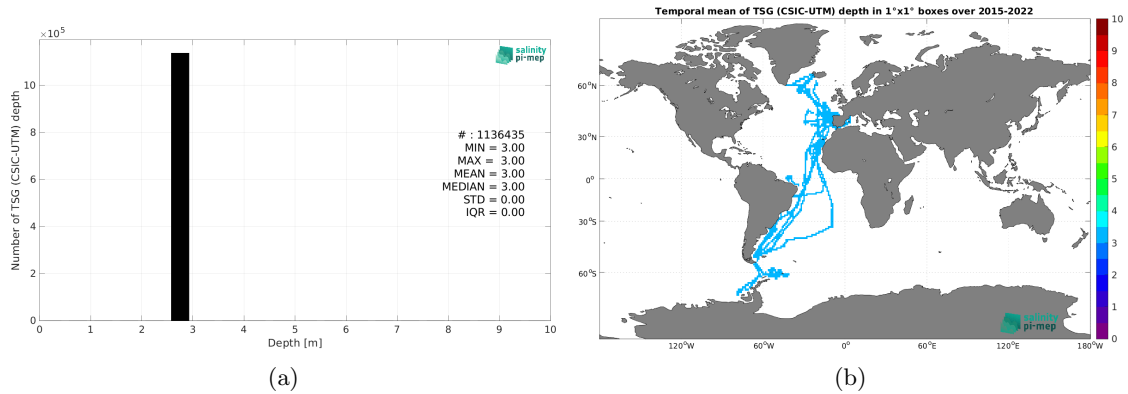 ×10⁵
10
8
6
4
2
0
Number of TSG (CSIC-UTM) depth
0 1 2 3 4 5 6 7 8 9 10
Depth [m]
salinity
pi-mep
# : 1136435
MIN = 3.00
MAX = 3.00
MEAN = 3.00
MEDIAN = 3.00
STD = 0.00
IQR = 0.00
(a)
Temporal mean of TSG (CSIC-UTM) depth in 1°x1° boxes over 2015-2022
60°N
30°N
0°
30°S
60°S
120°W 60°W 0° 60°E 120°E 180°W
salinity
pi-mep
10
9
8
7
6
5
4
3
2
1
0
(b)